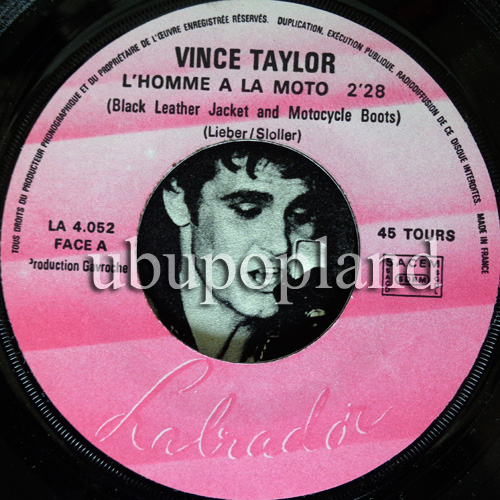 TOUS DROITS DU PRODUCTEUR PHONOGRAPHIQUE ET DU PROPRIÉTAIRE DE L'ŒUVRE ENREGISTRÉE RÉSERVÉS. DUPLICATION, EXÉCUTION PUBLIQUE, RADIODIFFUSION DE CE DISQUE INTERDITES. MADE IN FRANCE
VINCE TAYLOR
L'HOMME A LA MOTO 2'28
(Black Leather Jacket and Motocycle Boots)
(Lieber/Sloller)
LA 4.052
FACE A
Production Gavroche
45 TOURS
SACEM
ubupopland
Labrador